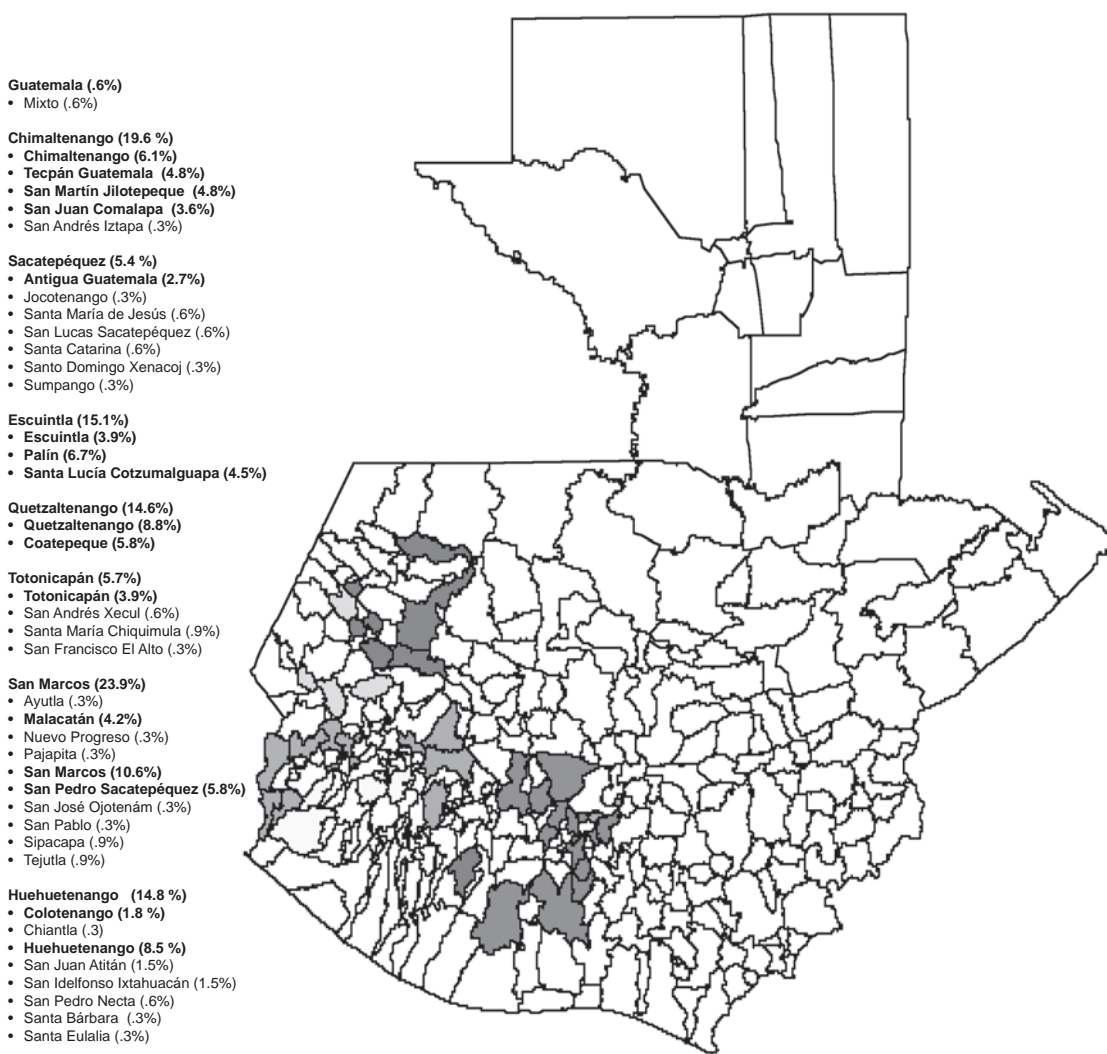 Guatemala (.6%)
• Mixto (.6%)
Chimaltenango (19.6 %)
• Chimaltenango (6.1%)
• Tecpán Guatemala (4.8%)
• San Martín Jilotepeque (4.8%)
• San Juan Comalapa (3.6%)
• San Andrés Iztapa (.3%)
Sacatepéquez (5.4 %)
• Antigua Guatemala (2.7%)
• Jocotenango (.3%)
• Santa María de Jesús (.6%)
• San Lucas Sacatepéquez (.6%)
• Santa Catarina (.6%)
• Santo Domingo Xenacoj (.3%)
• Sumpango (.3%)
Escuintla (15.1%)
• Escuintla (3.9%)
• Palín (6.7%)
• Santa Lucía Cotzumalguapa (4.5%)
Quetzaltenango (14.6%)
• Quetzaltenango (8.8%)
• Coatepeque (5.8%)
Totonicapán (5.7%)
• Totonicapán (3.9%)
• San Andrés Xecul (.6%)
• Santa María Chiquimula (.9%)
• San Francisco El Alto (.3%)
San Marcos (23.9%)
• Ayutla (.3%)
• Malacatán (4.2%)
• Nuevo Progreso (.3%)
• Pajapita (.3%)
• San Marcos (10.6%)
• San Pedro Sacatepéquez (5.8%)
• San José Ojotenám (.3%)
• San Pablo (.3%)
• Sipacapa (.9%)
• Tejutla (.9%)
Huehuetenango (14.8 %)
• Colotenango (1.8 %)
• Chiantla (.3)
• Huehuetenango (8.5 %)
• San Juan Atitán (1.5%)
• San Idelfonso Ixtahuacán (1.5%)
• San Pedro Necta (.6%)
• Santa Bárbara (.3%)
• Santa Eulalia (.3%)